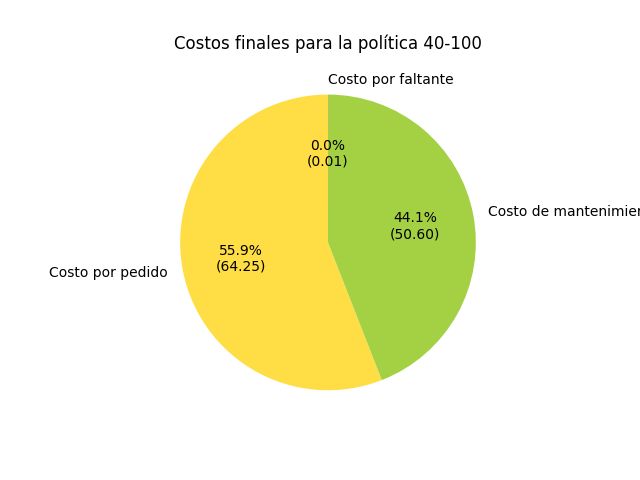 Costos finales para la política 40-100
Costo por faltante
0.0%
(0.01)
44.1%
(50.60)
Costo de mantenimien
55.9%
(64.25)
Costo por pedido